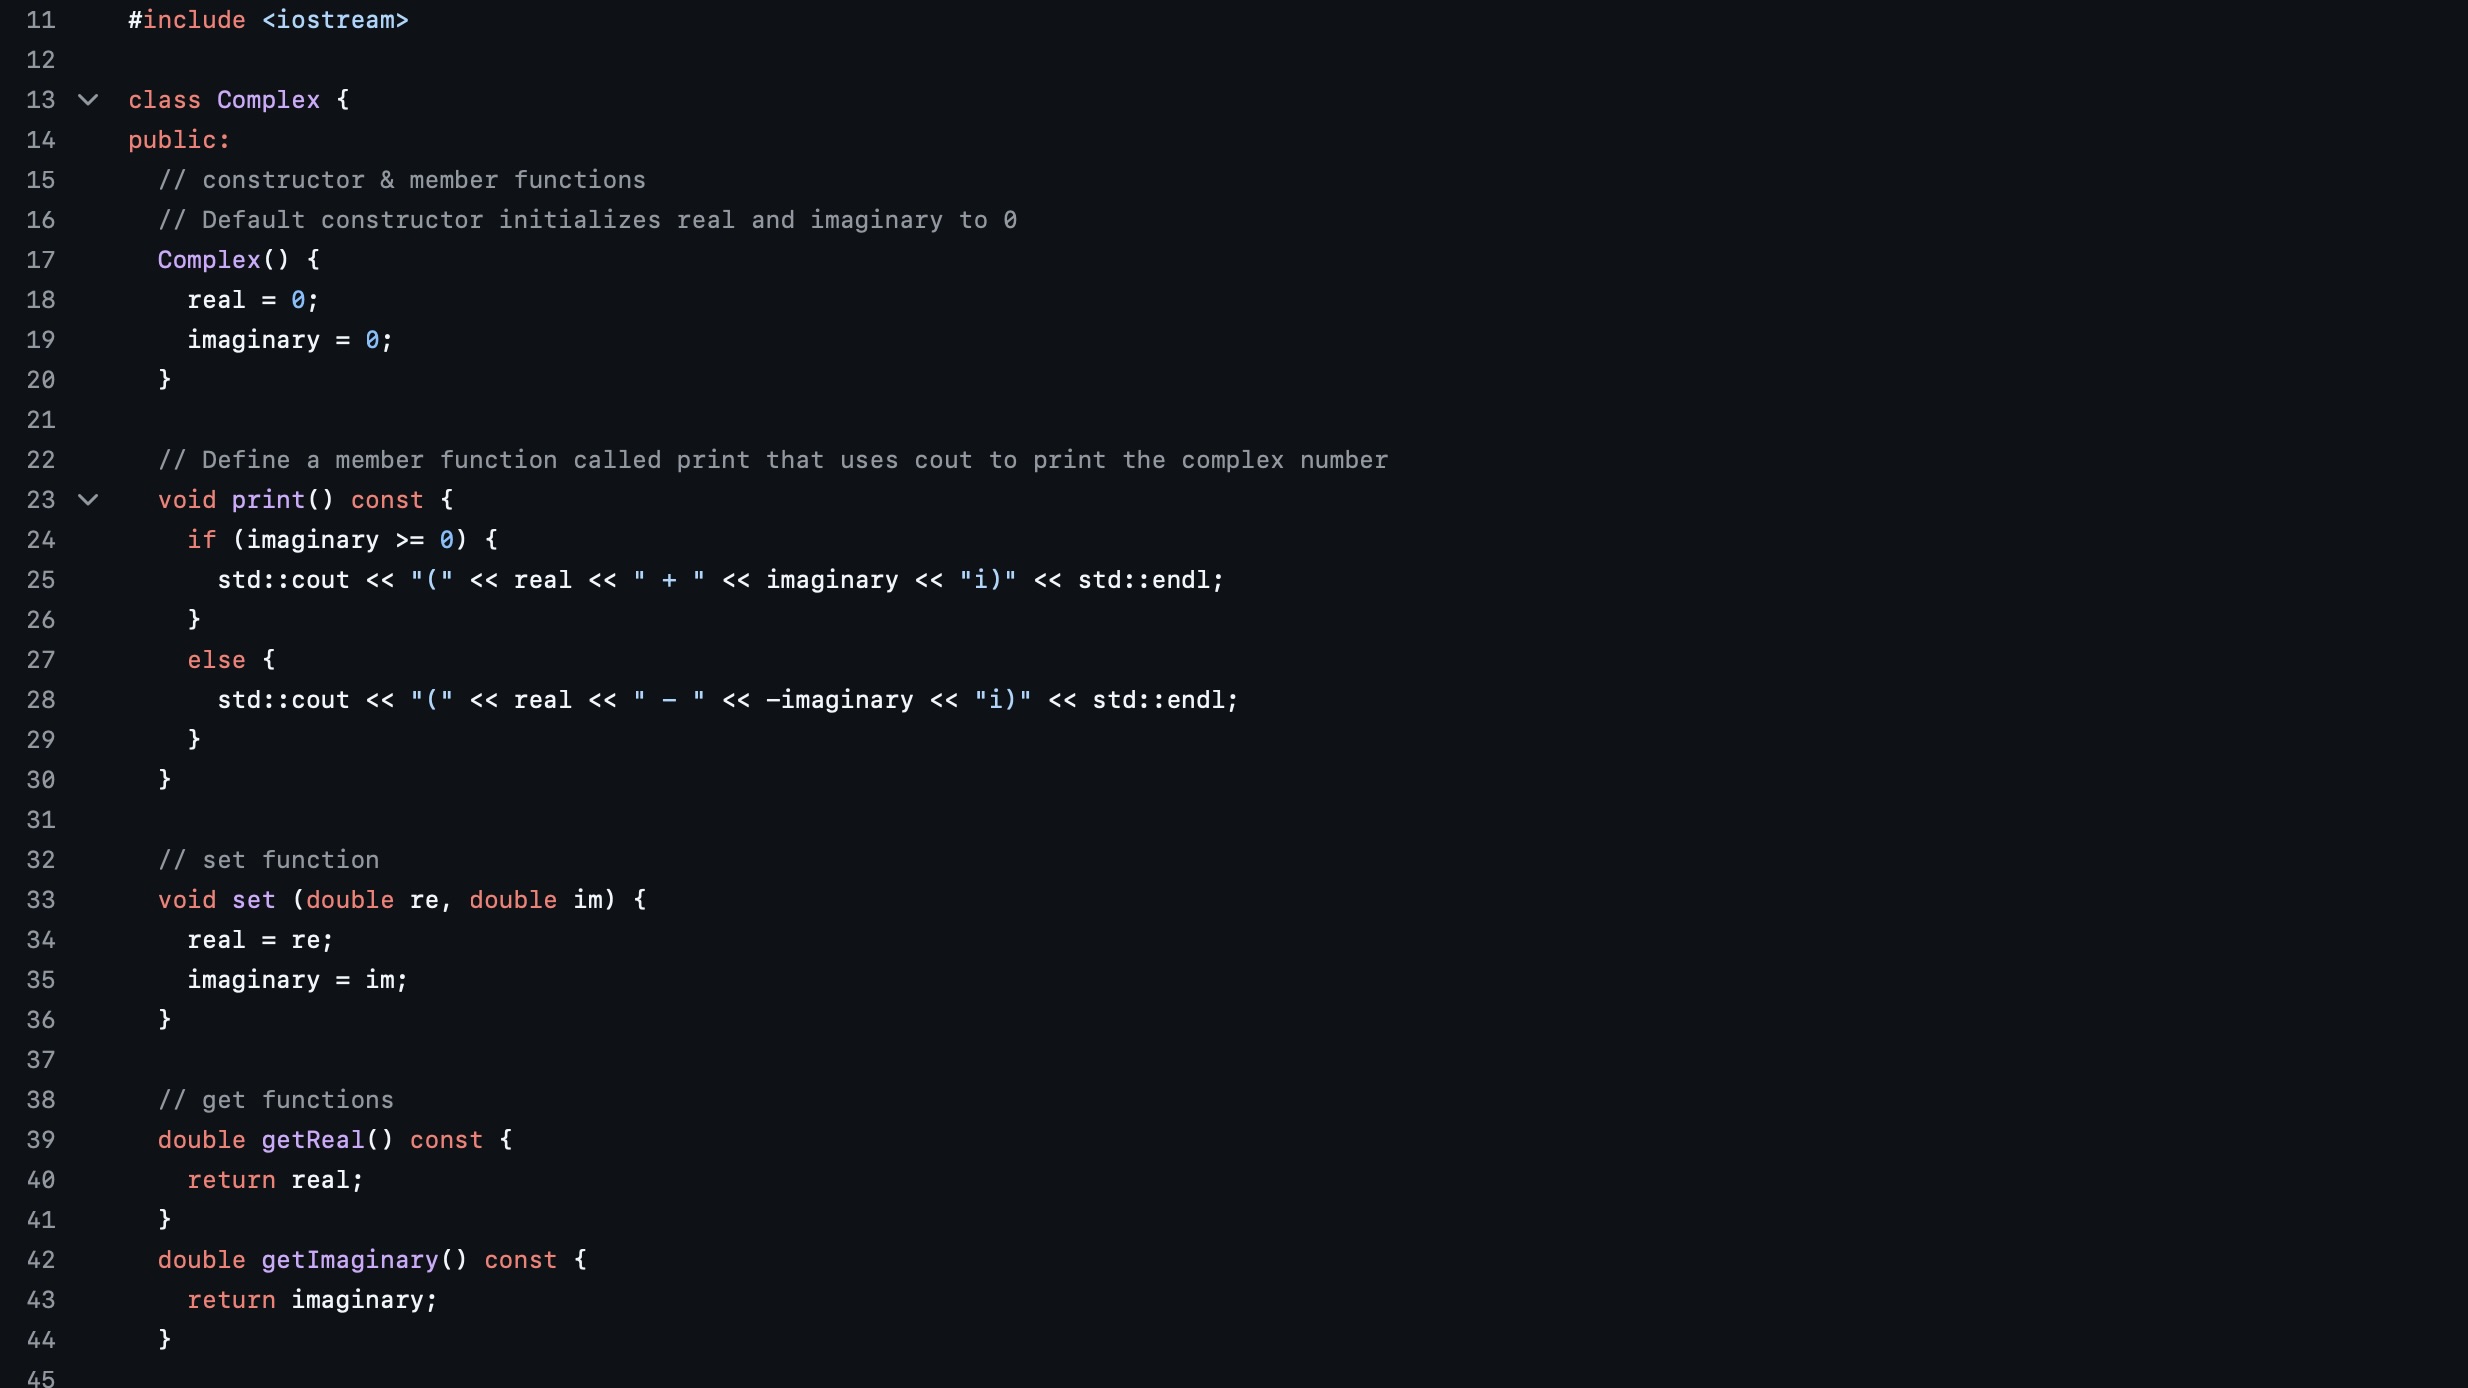 11 #include <iostream>
12
13 class Complex {
14 public:
15   // constructor & member functions
16   // Default constructor initializes real and imaginary to 0
17   Complex() {
18     real = 0;
19     imaginary = 0;
20   }
21
22   // Define a member function called print that uses cout to print the complex number
23   void print() const {
24     if (imaginary >= 0) {
25       std::cout << "(" << real << " + " << imaginary << "i)" << std::endl;
26     }
27     else {
28       std::cout << "(" << real << " - " << -imaginary << "i)" << std::endl;
29     }
30   }
31
32   // set function
33   void set (double re, double im) {
34     real = re;
35     imaginary = im;
36   }
37
38   // get functions
39   double getReal() const {
40     return real;
41   }
42   double getImaginary() const {
43     return imaginary;
44   }
45